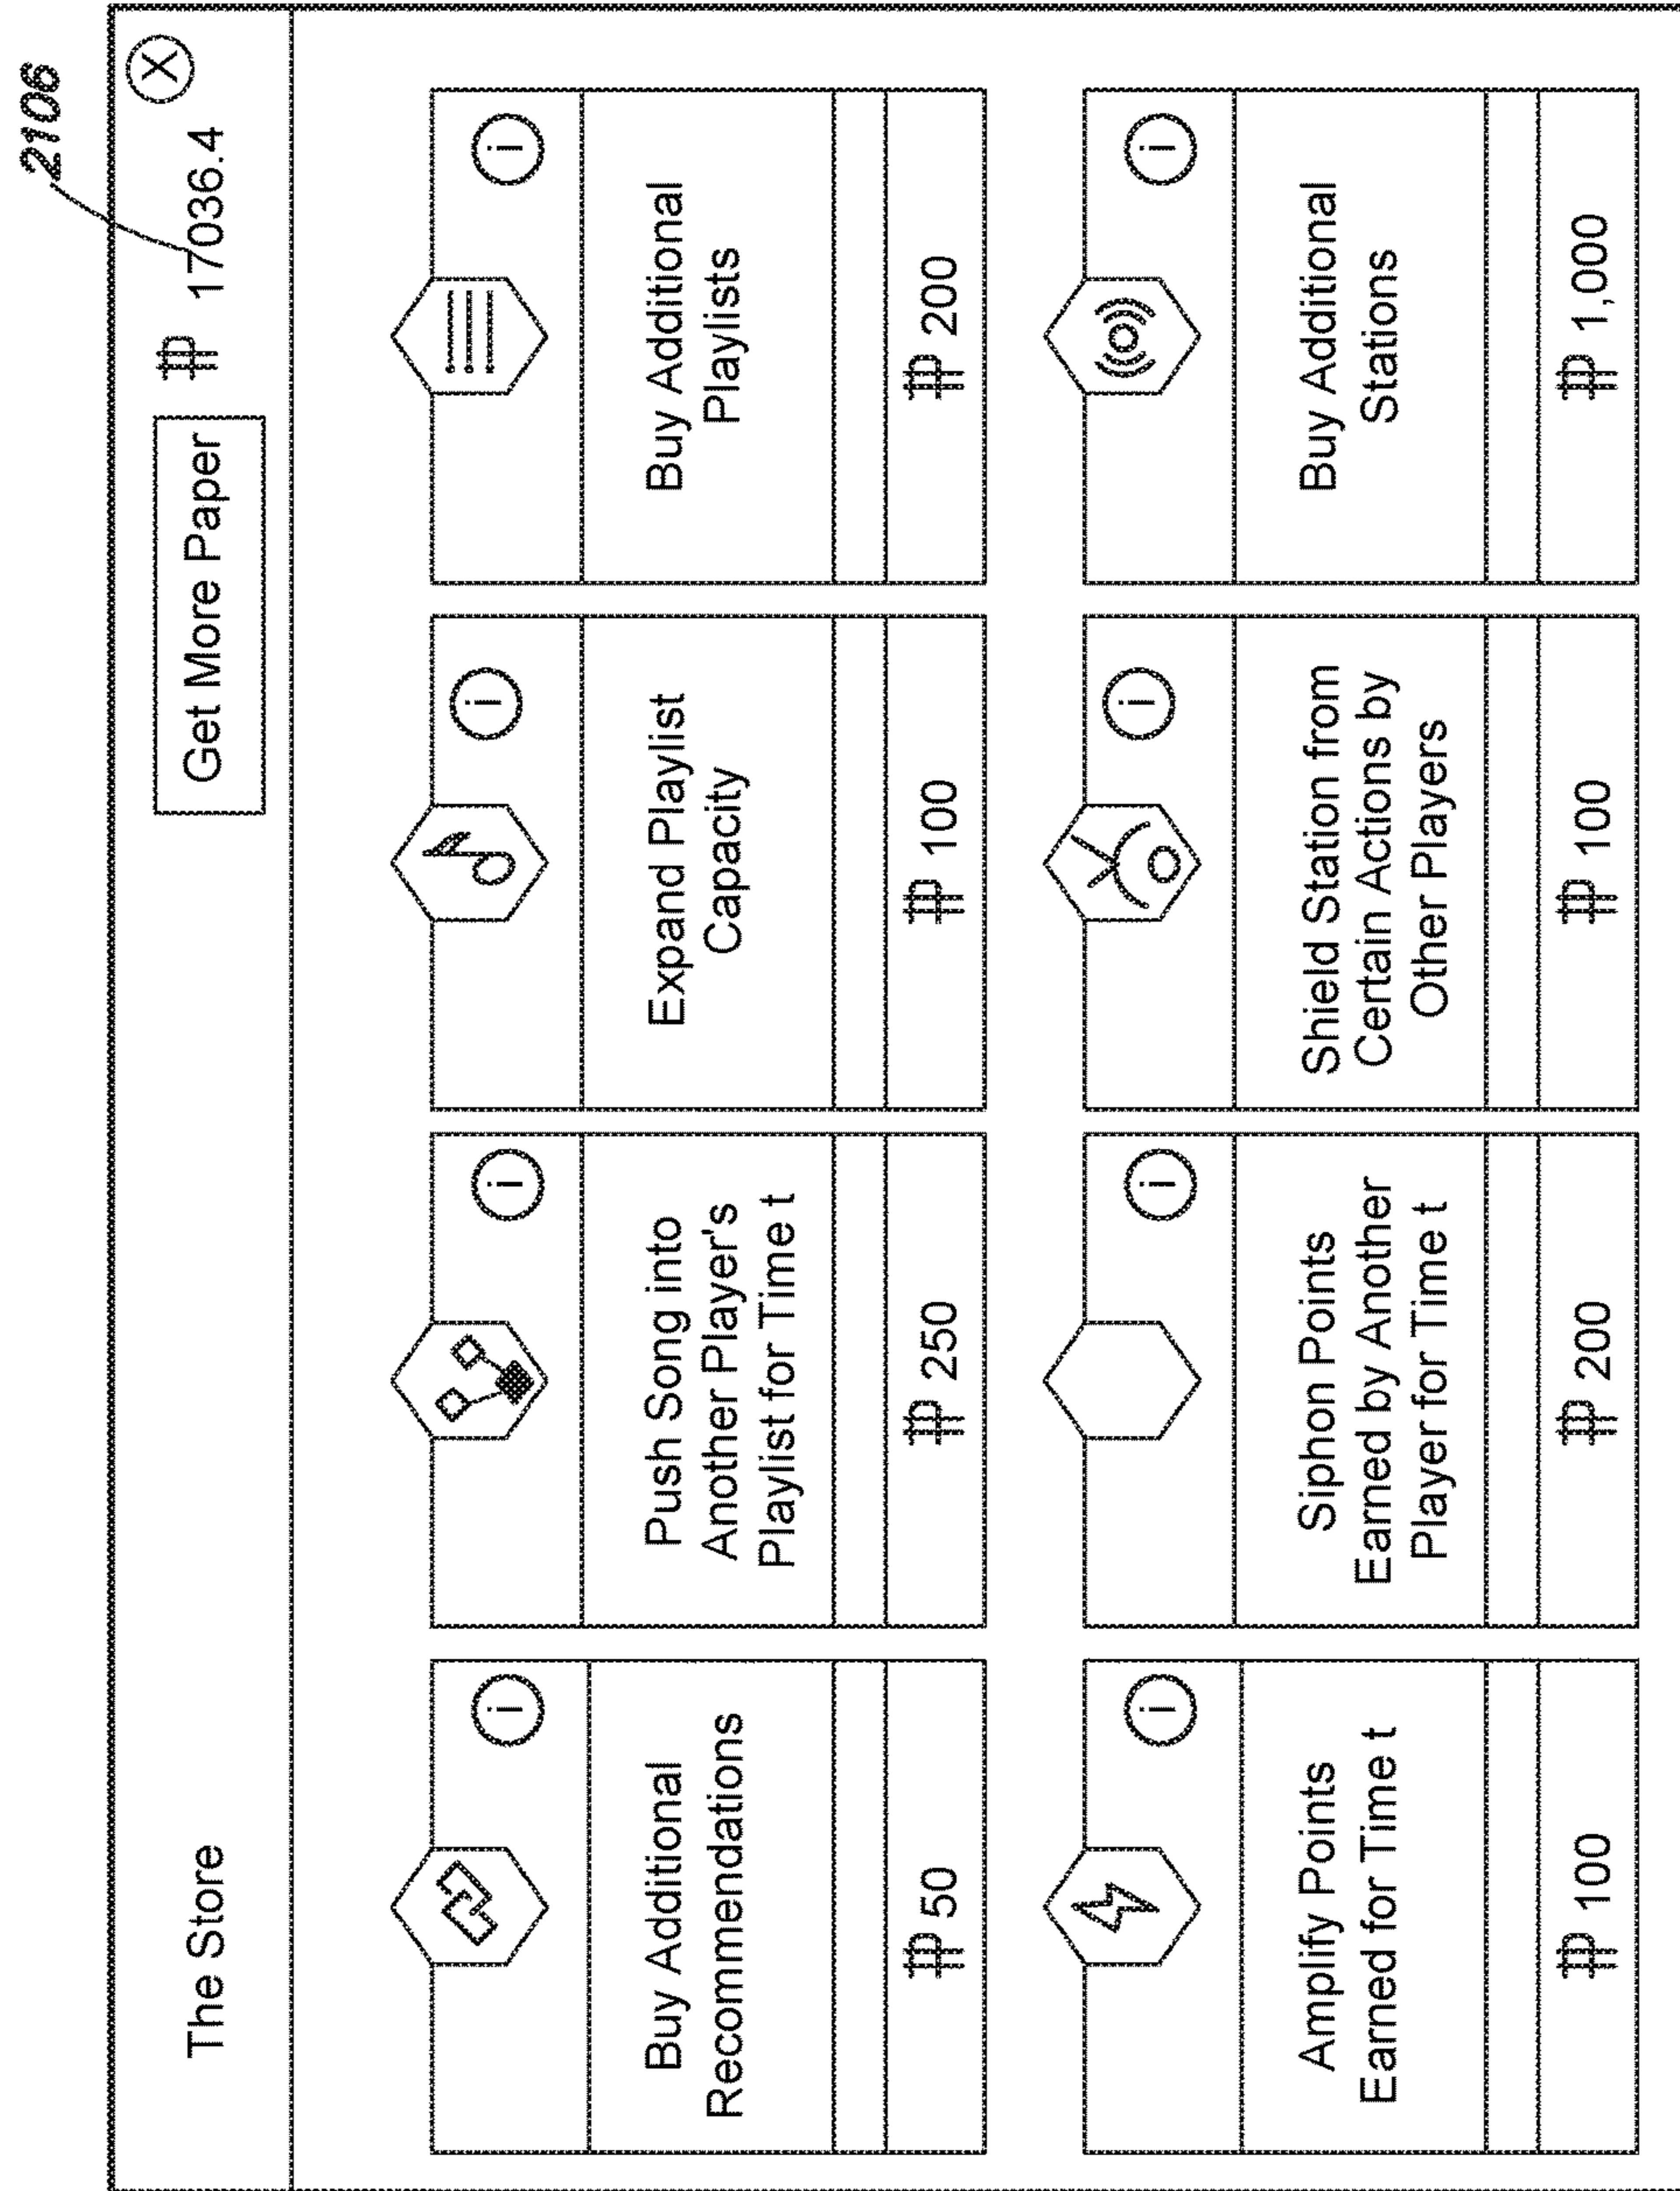 2106
The Store
Get More Paper
17036.4
X
i
Buy Additional
Recommendations
50
i
Push Song into
Another Player's
Playlist for Time t
250
i
Expand Playlist
Capacity
100
i
Buy Additional
Playlists
200
i
Amplify Points
Earned for Time t
100
i
Siphon Points
Earned by Another
Player for Time t
200
i
Shield Station from
Certain Actions by
Other Players
100
i
Buy Additional
Stations
1,000